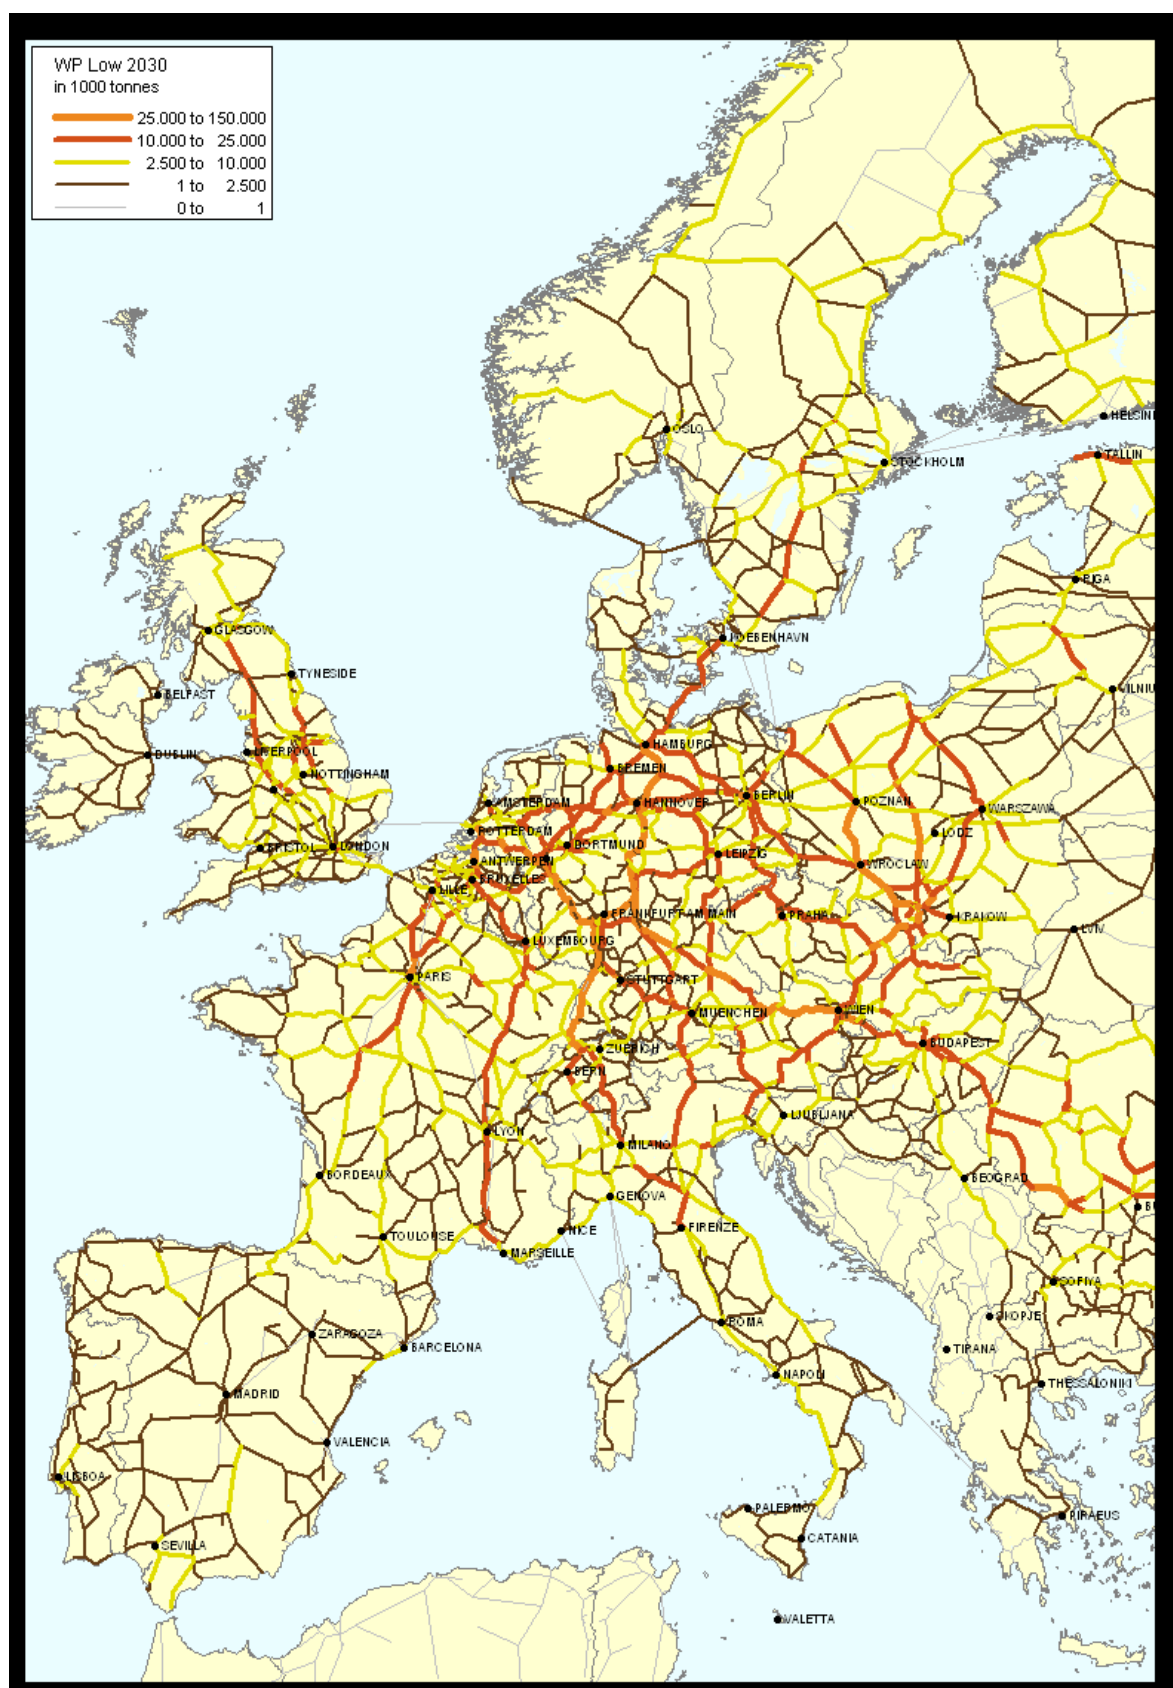 WP Low 2030
in 1000 tonnes
25.000 to 150.000
10.000 to 25.000
2.500 to 10.000
1 to 2.500
0 to 1
OSLO
HELSIN
STOCKHOLM
TALLIN
RIGA
GLASGOW
KOEBENHAVN
TYNESIDE
BELFAST
VILNIU
DUBLIN
LIVERPOOL
HAMBURG
BREMEN
NOTTINGHAM
AMSTERDAM
HANNOVER
BERLIN
POZNAN
WARSZAWA
ROTTERDAM
LODZ
BRISTOL
LONDON
DORTMUND
ANTWERPEN
LEIPZIG
WROCLAW
BRUXELLES
LILLE
FRANKFURT AM MAIN
PRAHA
KRAKOW
LVIV
LUXEMBOURG
PARIS
STUTTGART
MUENCHEN
WIEN
ZUERICH
BUDAPEST
BERN
LJUBLJANA
LYON
MILANO
BORDEAUX
BEOGRAD
GENOVA
BU
TOULOUSE
NICE
FIRENZE
MARSEILLE
SOFIYA
SKOPJE
ROMA
ZARAGOZA
BARCELONA
TIRANA
NAPOLI
THESSALONIKI
MADRID
VALENCIA
LISBOA
PALERMO
PIRAEUS
SEVILLA
CATANIA
VALETTA